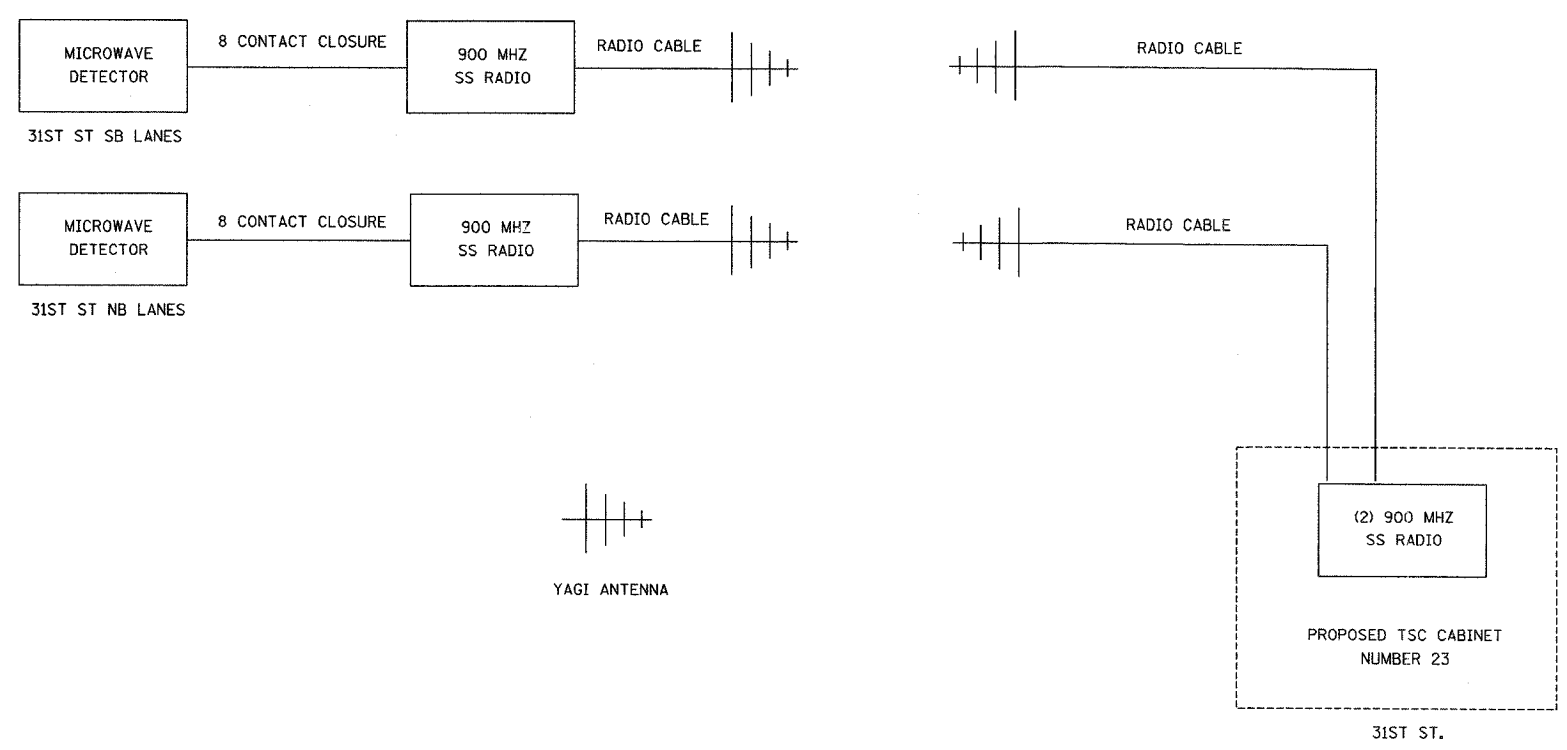 MICROWAVE
DETECTOR
8 CONTACT CLOSURE
900 MHZ
SS RADIO
RADIO CABLE
RADIO CABLE
31ST ST SB LANES
MICROWAVE
DETECTOR
8 CONTACT CLOSURE
900 MHZ
SS RADIO
RADIO CABLE
RADIO CABLE
31ST ST NB LANES
YAGI ANTENNA
(2) 900 MHZ
SS RADIO
PROPOSED TSC CABINET
NUMBER 23
31ST ST.